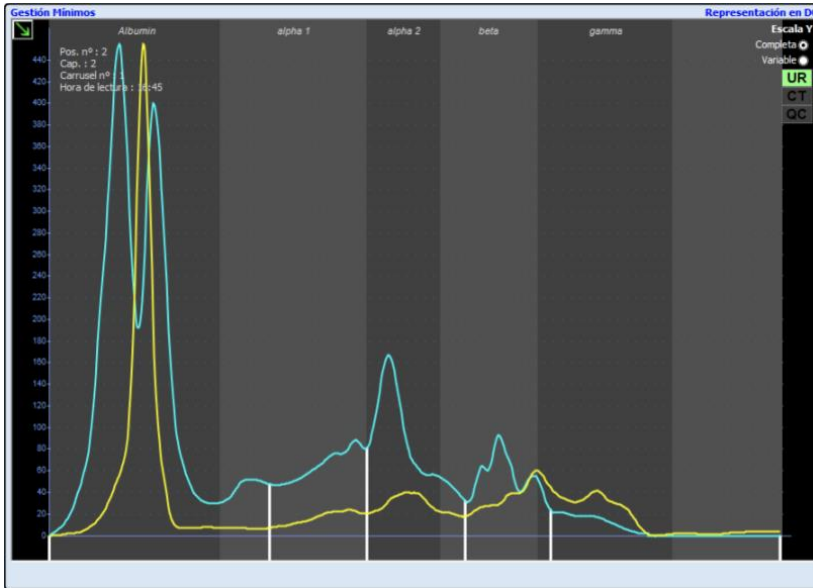 Gestión Mínimos
Representación en D
Albumin
alpha 1
alpha 2
beta
gamma
Escala Y
Completa
Variable
UR
CT
QC
Pos. nº : 2
Cap. : 2
Carrusel nº : 1
Hora de lectura : 16:45
440
420
400
380
360
340
320
300
280
260
240
220
200
180
160
140
120
100
80
60
40
20
0